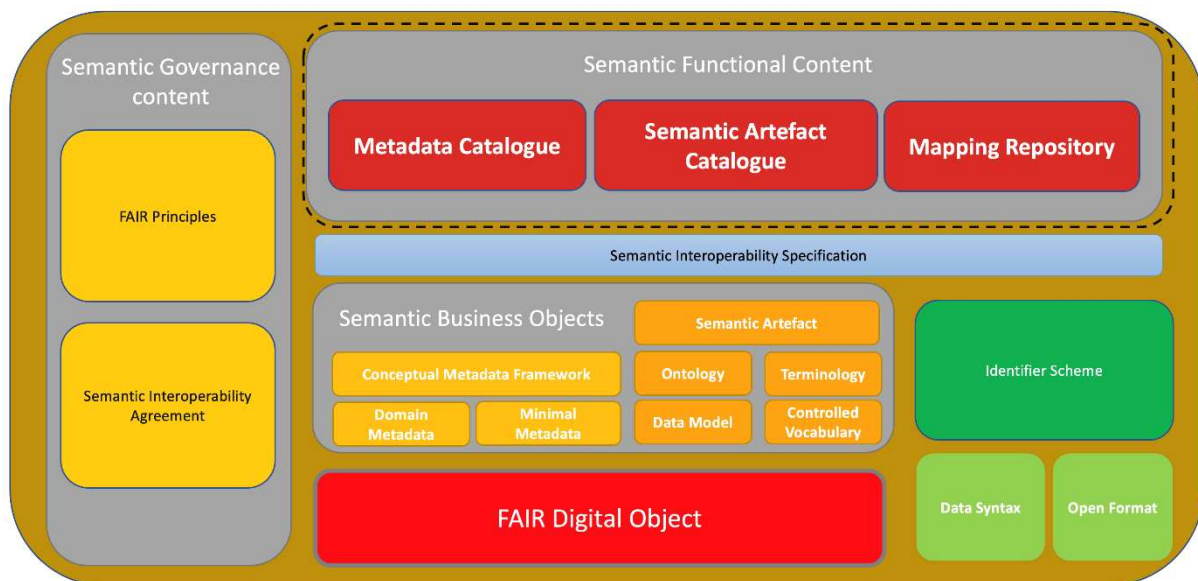 Semantic Governance
content
FAIR Principles
Semantic Interoperability
Agreement
Semantic Functional Content
Metadata Catalogue
Semantic Artefact
Catalogue
Mapping Repository
Semantic Interoperability Specification
Semantic Business Objects
Semantic Artefact
Conceptual Metadata Framework
Ontology
Terminology
Domain
Metadata
Minimal
Metadata
Data Model
Controlled
Vocabulary
Identifier Scheme
FAIR Digital Object
Data Syntax
Open Format